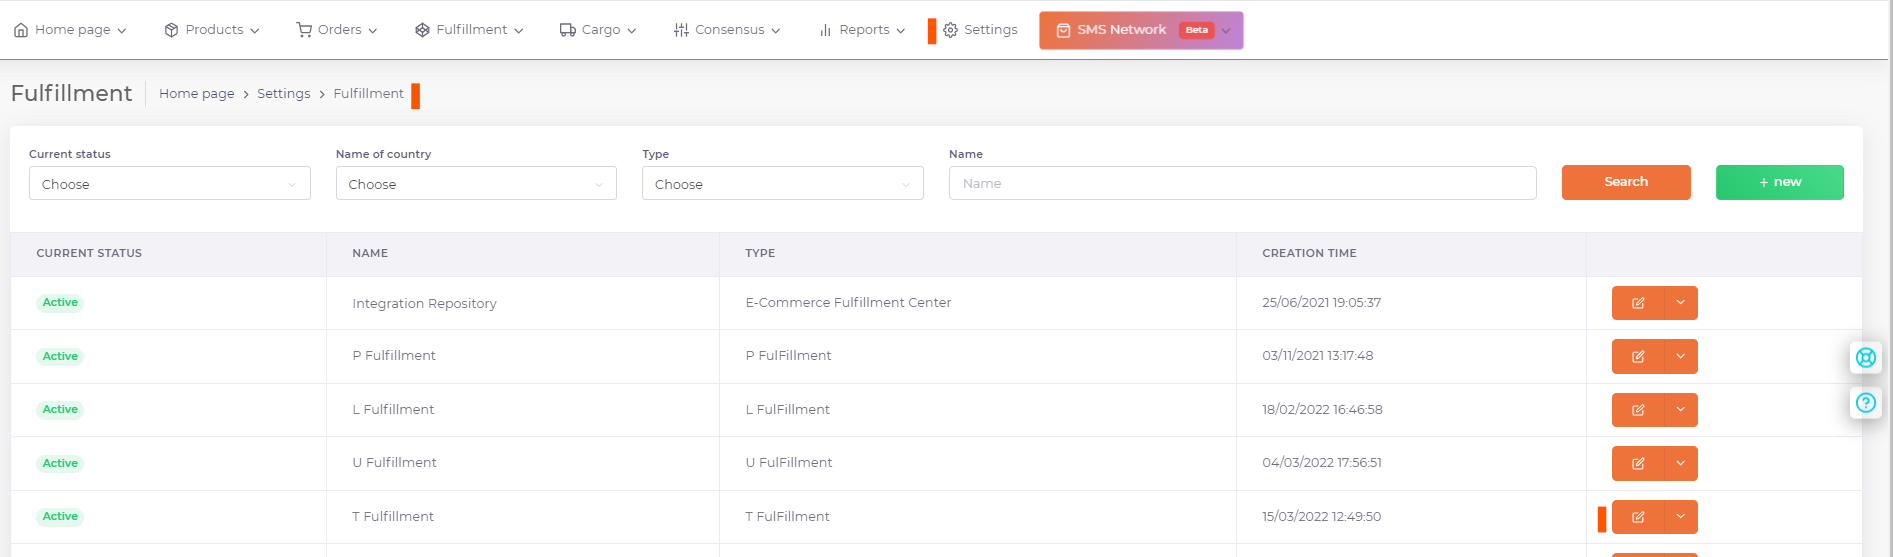 Home page Products Orders Fulfillment Cargo Consensus Reports Settings SMS Network Beta
Fulfillment Home page > Settings > Fulfillment
Current status Name of country Type Name
Choose Choose Choose Name Search + new
CURRENT STATUS NAME TYPE CREATION TIME
Active Integration Repository E-Commerce Fulfillment Center 25/06/2021 19:05:37
Active P Fulfillment P FulFillment 03/11/2021 13:17:48
Active L Fulfillment L FulFillment 18/02/2022 16:46:58
Active U Fulfillment U FulFillment 04/03/2022 17:56:51
Active T Fulfillment T FulFillment 15/03/2022 12:49:50